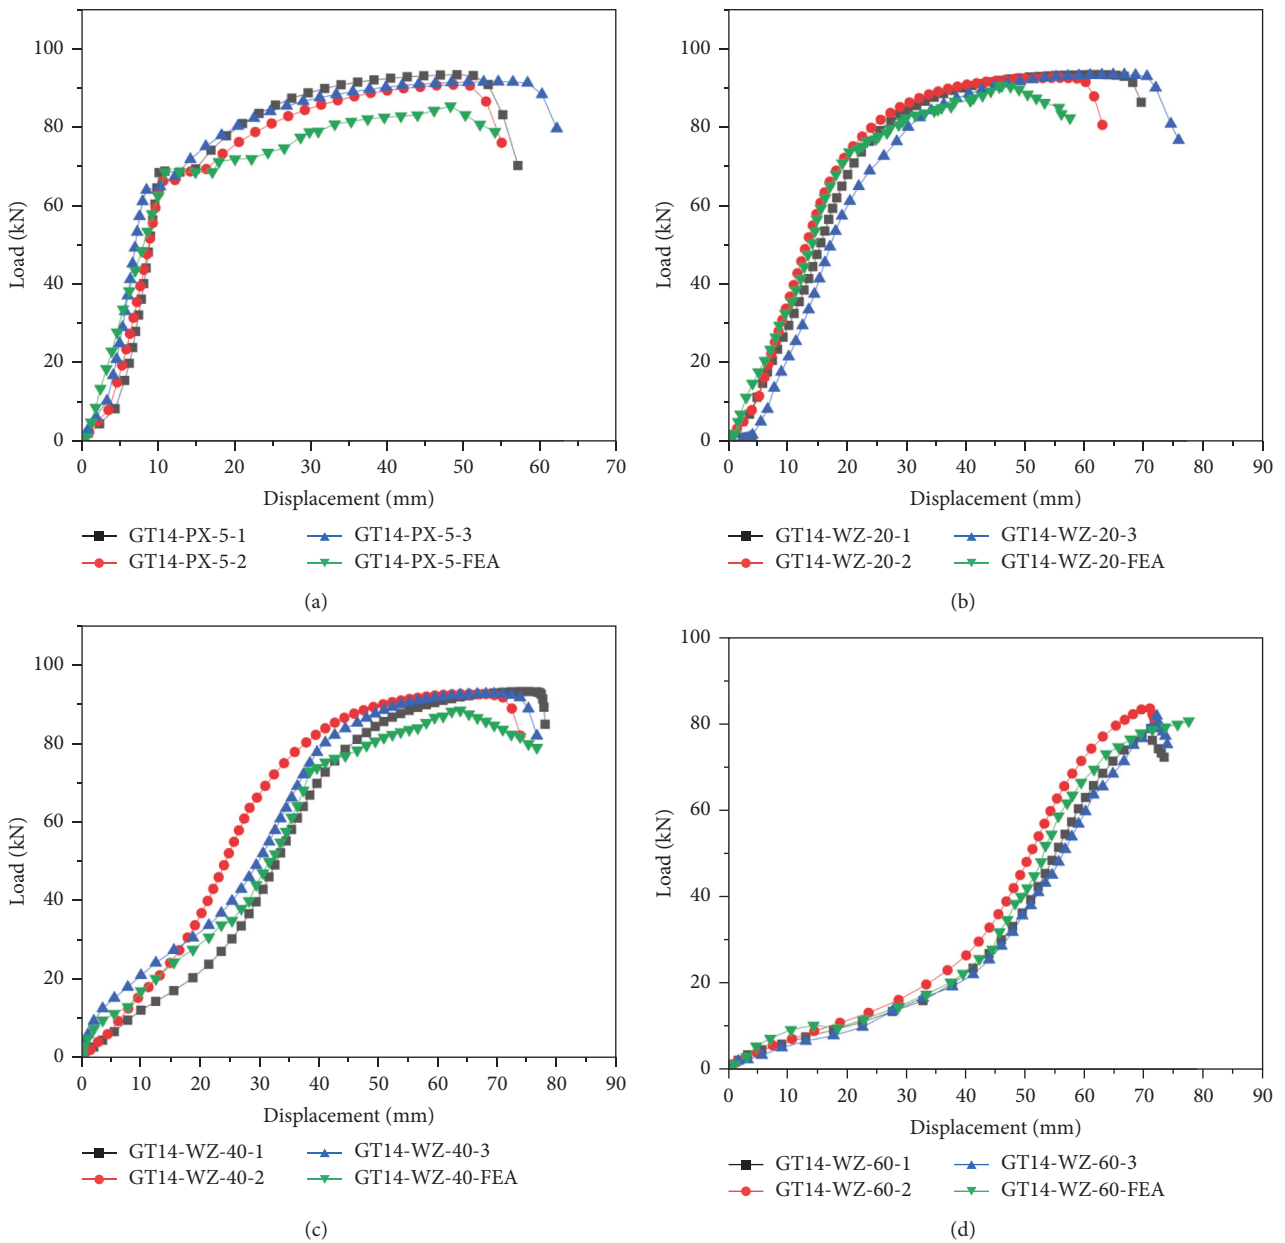 100
80
60
40
20
0
Load (kN)
0 10 20 30 40 50 60 70
Displacement (mm)
GT14-PX-5-1 GT14-PX-5-3
GT14-PX-5-2 GT14-PX-5-FEA
(a)
100
80
60
40
20
0
Load (kN)
0 10 20 30 40 50 60 70 80 90
Displacement (mm)
GT14-WZ-20-1 GT14-WZ-20-3
GT14-WZ-20-2 GT14-WZ-20-FEA
(b)
100
80
60
40
20
0
Load (kN)
0 10 20 30 40 50 60 70 80 90
Displacement (mm)
GT14-WZ-40-1 GT14-WZ-40-3
GT14-WZ-40-2 GT14-WZ-40-FEA
(c)
100
80
60
40
20
0
Load (kN)
0 10 20 30 40 50 60 70 80 90
Displacement (mm)
GT14-WZ-60-1 GT14-WZ-60-3
GT14-WZ-60-2 GT14-WZ-60-FEA
(d)